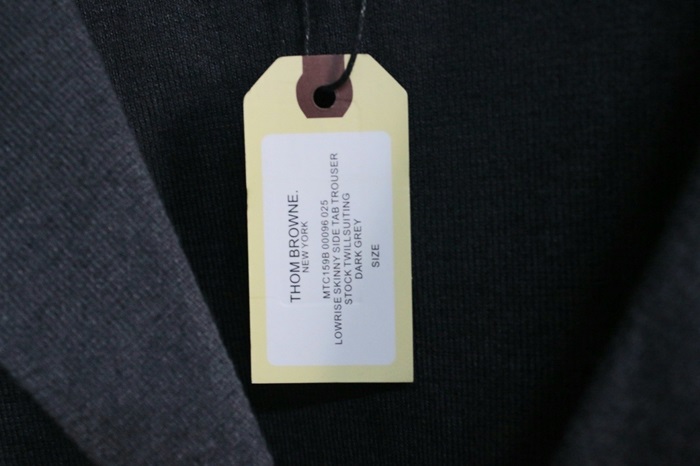 THOM BROWNE.
NEW YORK
MTC159B 00096 025
LOWRISE SKINNY SIDE TAB TROUSER
STOCK TWILLSUITING
DARK GREY
SIZE